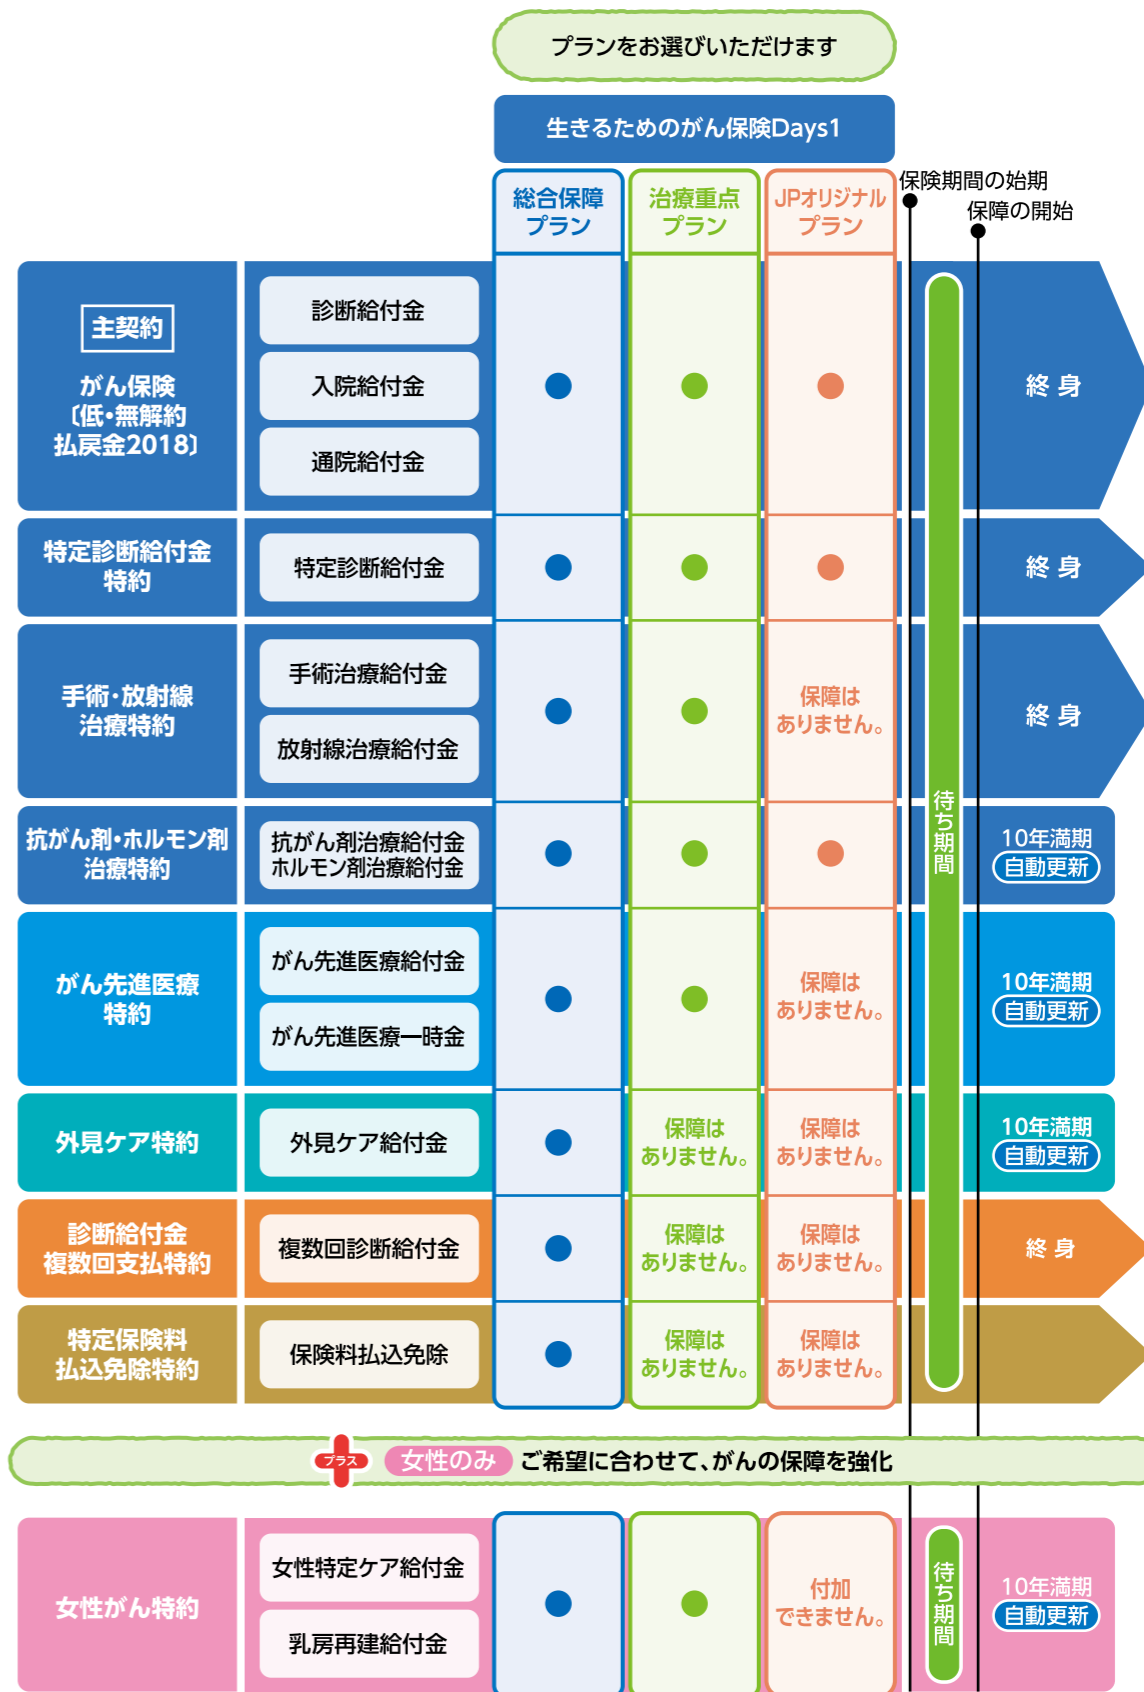 プランをお選びいただけます
生きるためのがん保険Days1
総合保障
プラン
治療重点
プラン
JPオリジナル
プラン
保険期間の始期
保障の開始
主契約
がん保険
〔低・無解約
払戻金2018〕
診断給付金
入院給付金
通院給付金
終身
特定診断給付金
特約
特定診断給付金
終身
手術・放射線
治療特約
手術治療給付金
放射線治療給付金
保障は
ありません。
終身
待ち期間
抗がん剤・ホルモン剤
治療特約
抗がん剤治療給付金
ホルモン剤治療給付金
10年満期
自動更新
がん先進医療
特約
がん先進医療給付金
がん先進医療一時金
保障は
ありません。
10年満期
自動更新
外見ケア特約
外見ケア給付金
保障は
ありません。
保障は
ありません。
10年満期
自動更新
診断給付金
複数回支払特約
複数回診断給付金
保障は
ありません。
保障は
ありません。
終身
特定保険料
払込免除特約
保険料払込免除
保障は
ありません。
保障は
ありません。
プラス 女性のみ ご希望に合わせて、がんの保障を強化
女性がん特約
女性特定ケア給付金
乳房再建給付金
付加
できません。
待ち期間
10年満期
自動更新